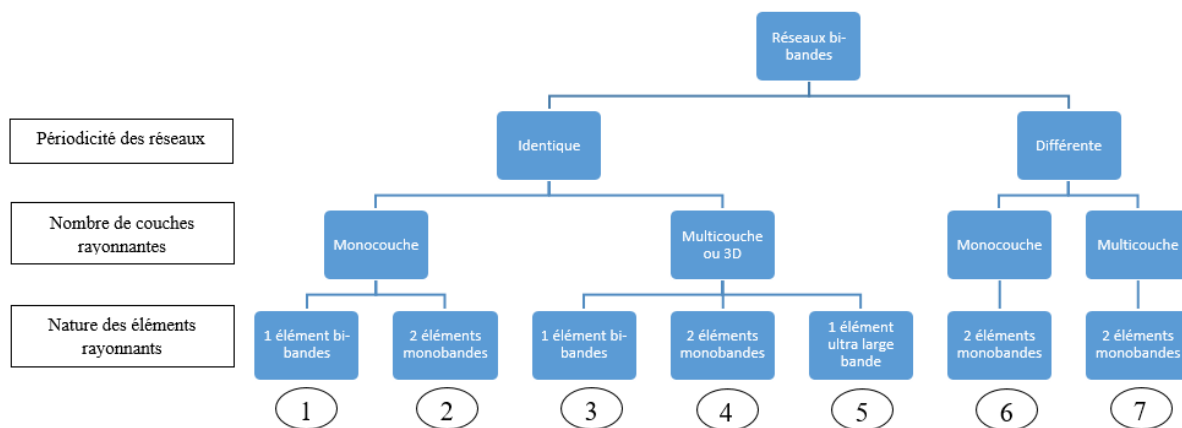 Réseaux bi-
bandes
Périodicité des réseaux
Identique
Différente
Nombre de couches
rayonnantes
Monocouche
Multicouche
ou 3D
Monocouche
Multicouche
Nature des éléments
rayonnants
1 élément bi-
bandes
2 éléments
monobandes
1 élément bi-
bandes
2 éléments
monobandes
1 élément
ultra large
bande
2 éléments
monobandes
2 éléments
monobandes
1
2
3
4
5
6
7